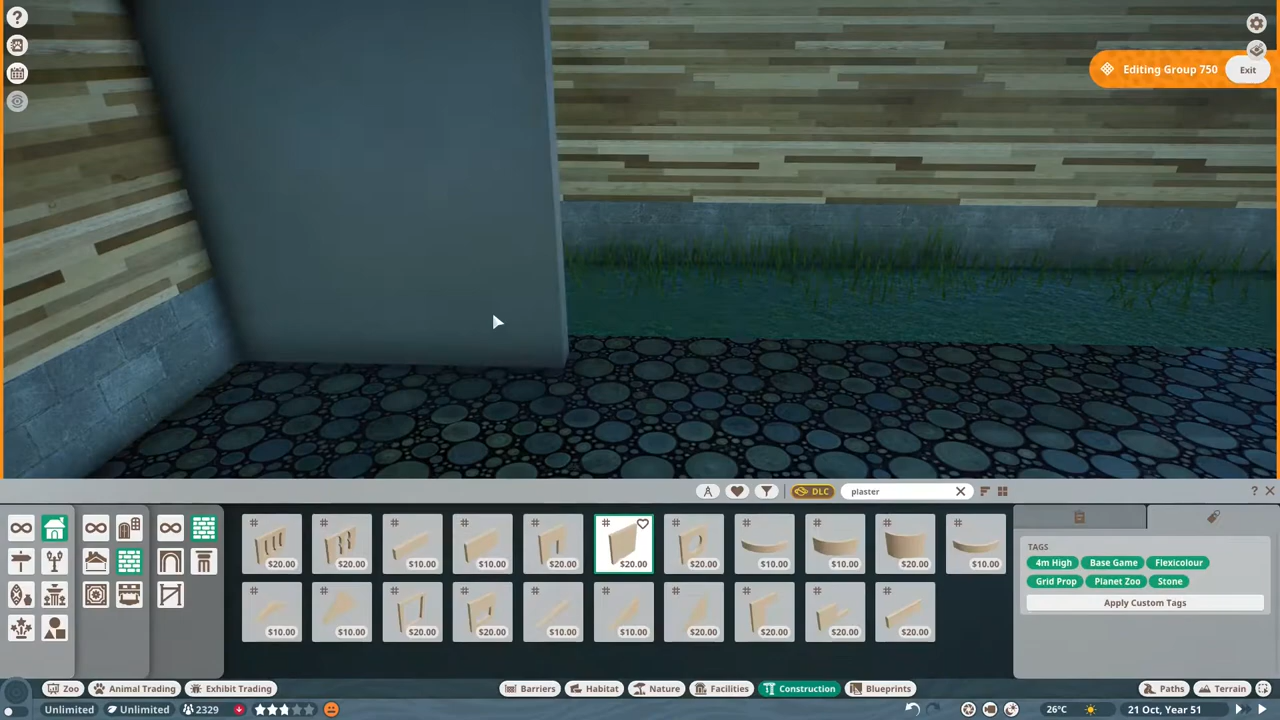 ?
Editing Group 750
Exit
A
DLC
plaster
?
$20.00
$20.00
$10.00
$10.00
$20.00
$20.00
$20.00
$10.00
$10.00
$20.00
$10.00
$10.00
$10.00
$20.00
$20.00
$10.00
$10.00
$20.00
$20.00
$20.00
$20.00
TAGS
4m High
Base Game
Flexicolour
Grid Prop
Planet Zoo
Stone
Apply Custom Tags
Zoo
Animal Trading
Exhibit Trading
Barriers
Habitat
Nature
Facilities
Construction
Blueprints
Paths
Terrain
Unlimited
Unlimited
2329
26°C
21 Oct, Year 51